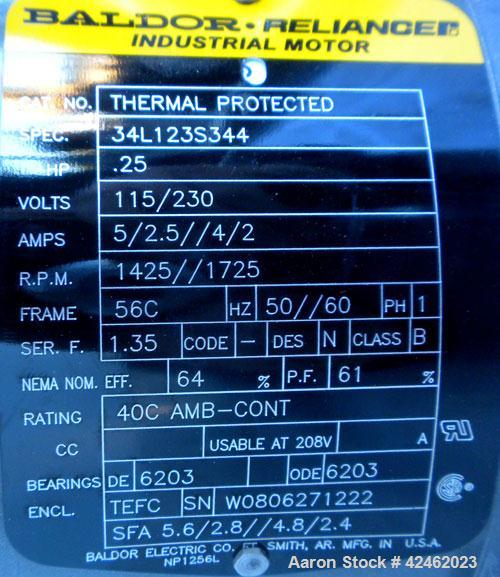 BALDOR • RELIANCER
INDUSTRIAL MOTOR
CAT. NO. THERMAL PROTECTED
SPEC. 34L123S344
HP .25
VOLTS 115/230
AMPS 5/2.5//4/2
R.P.M. 1425//1725
FRAME 56C HZ 50//60 PH 1
SER. F. 1.35 CODE - DES N CLASS B
NEMA NOM. EFF. 64 % P.F. 61 %
RATING 40C AMB-CONT
CC USABLE AT 208V A
BEARINGS DE 6203 ODE 6203
ENCL. TEFC SN W0806271222
SFA 5.6/2.8//4.8/2.4
BALDOR ELECTRIC CO. FT. SMITH, AR. MFG. IN U.S.A.
NP1256L
Aaron Stock # 42462023